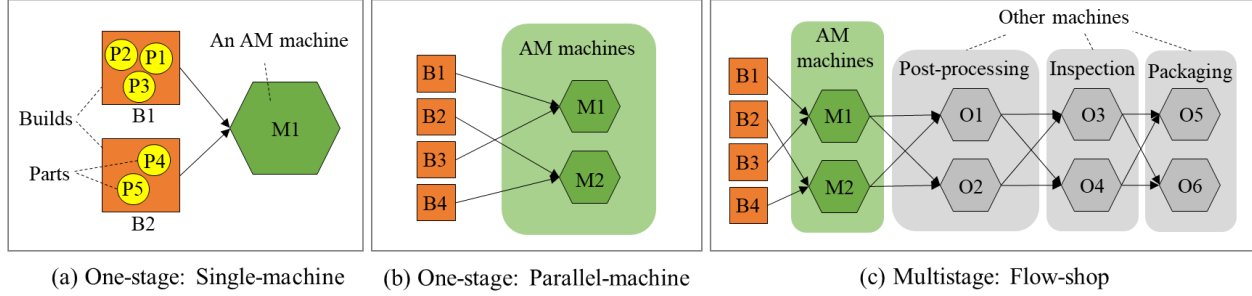 An AM machine
P2
P1
P3
B1
M1
Builds
Parts
P4
P5
B2
(a) One-stage: Single-machine
AM machines
B1
B2
B3
B4
M1
M2
(b) One-stage: Parallel-machine
Other machines
AM
machines
Post-processing
Inspection
Packaging
B1
B2
B3
B4
M1
M2
O1
O2
O3
O4
O5
O6
(c) Multistage: Flow-shop